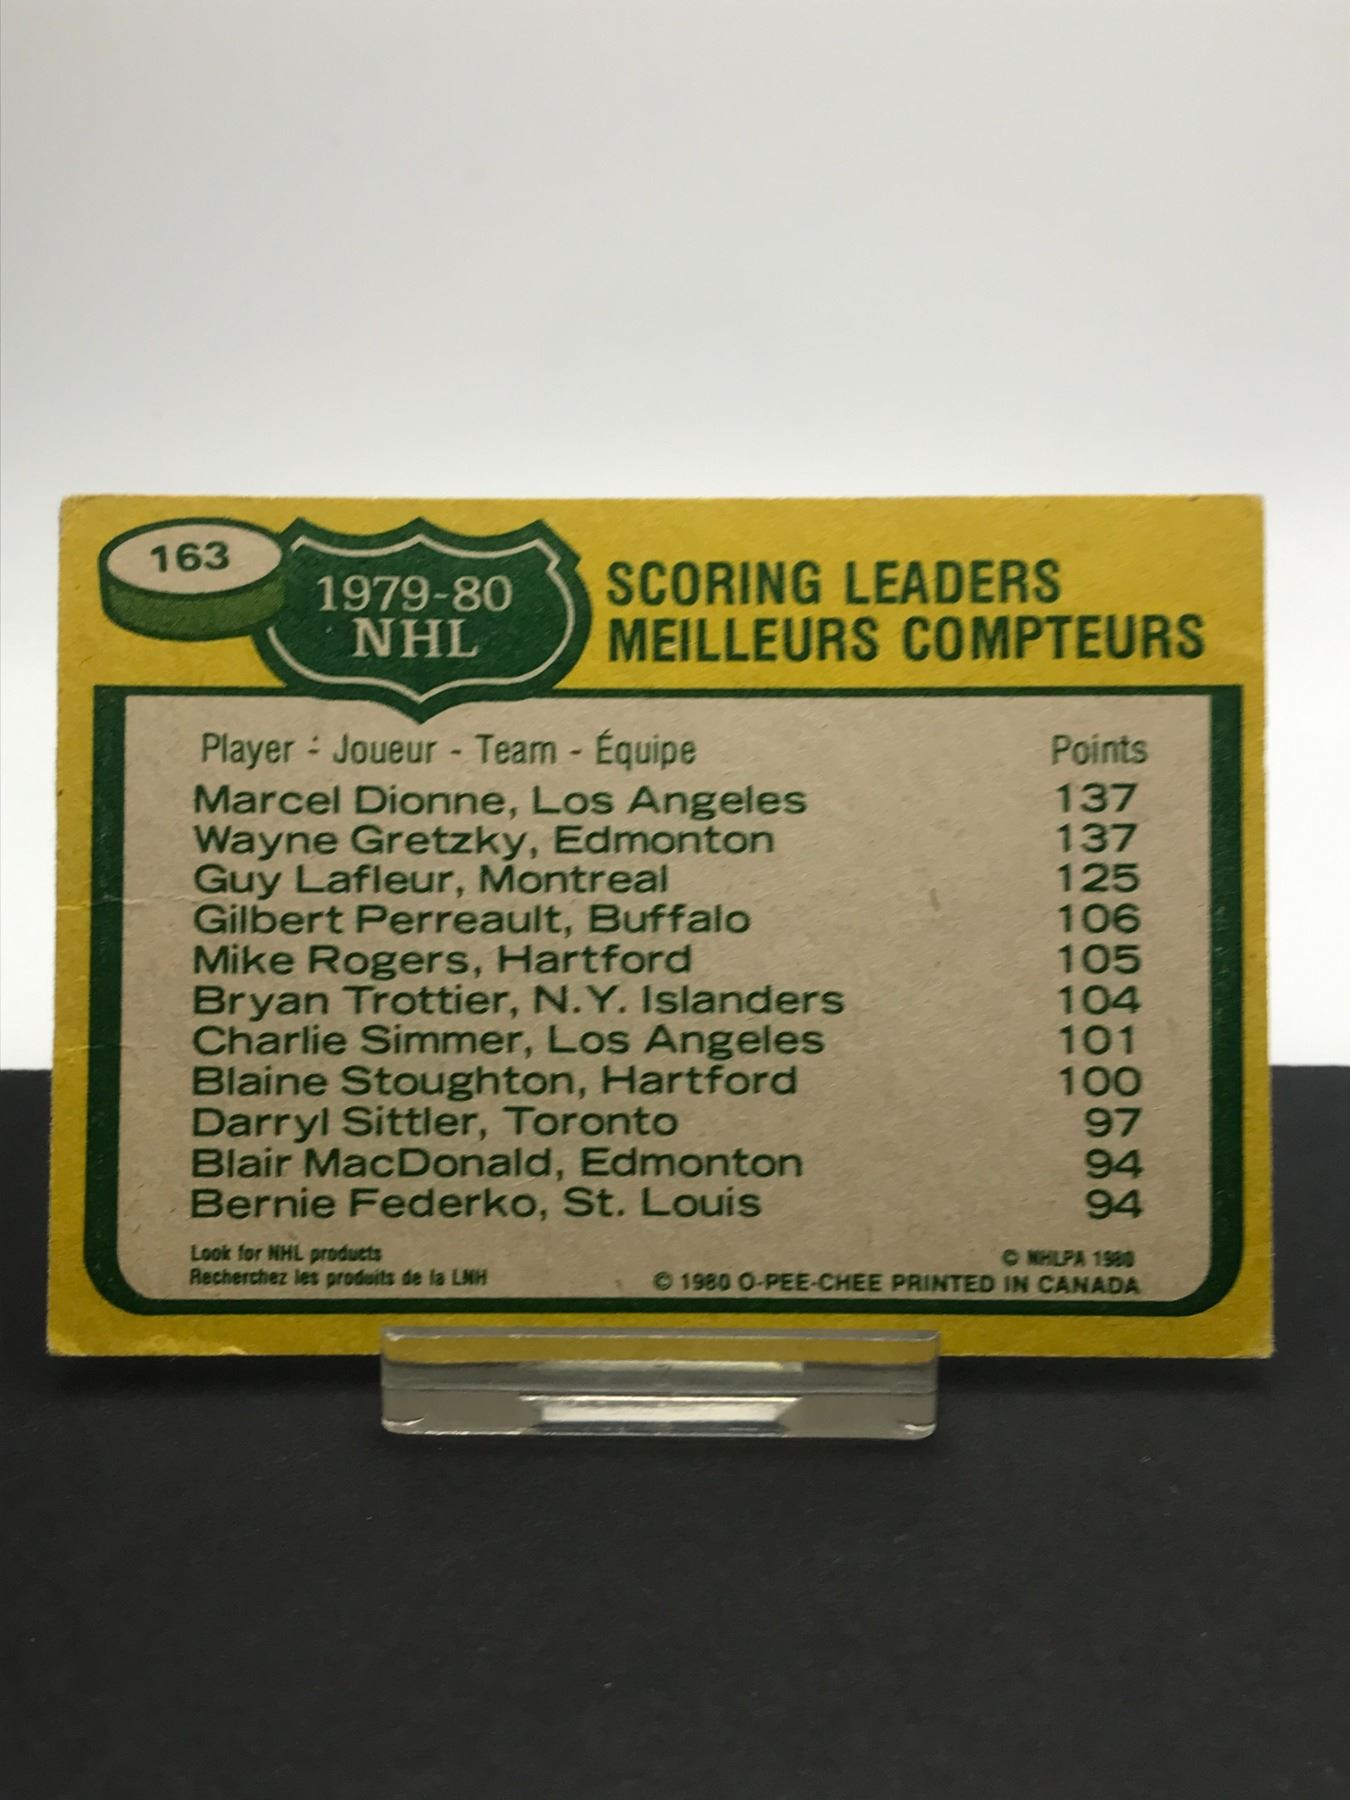 163
1979-80
NHL
SCORING LEADERS
MEILLEURS COMPTEURS
Player - Joueur - Team - Équipe Points
Marcel Dionne, Los Angeles 137
Wayne Gretzky, Edmonton 137
Guy Lafleur, Montreal 125
Gilbert Perreault, Buffalo 106
Mike Rogers, Hartford 105
Bryan Trottier, N.Y. Islanders 104
Charlie Simmer, Los Angeles 101
Blaine Stoughton, Hartford 100
Darryl Sittler, Toronto 97
Blair MacDonald, Edmonton 94
Bernie Federko, St. Louis 94
Look for NHL products
Recherchez les produits de la LNH
© NHLPA 1980
© 1980 O-PEE-CHEE PRINTED IN CANADA